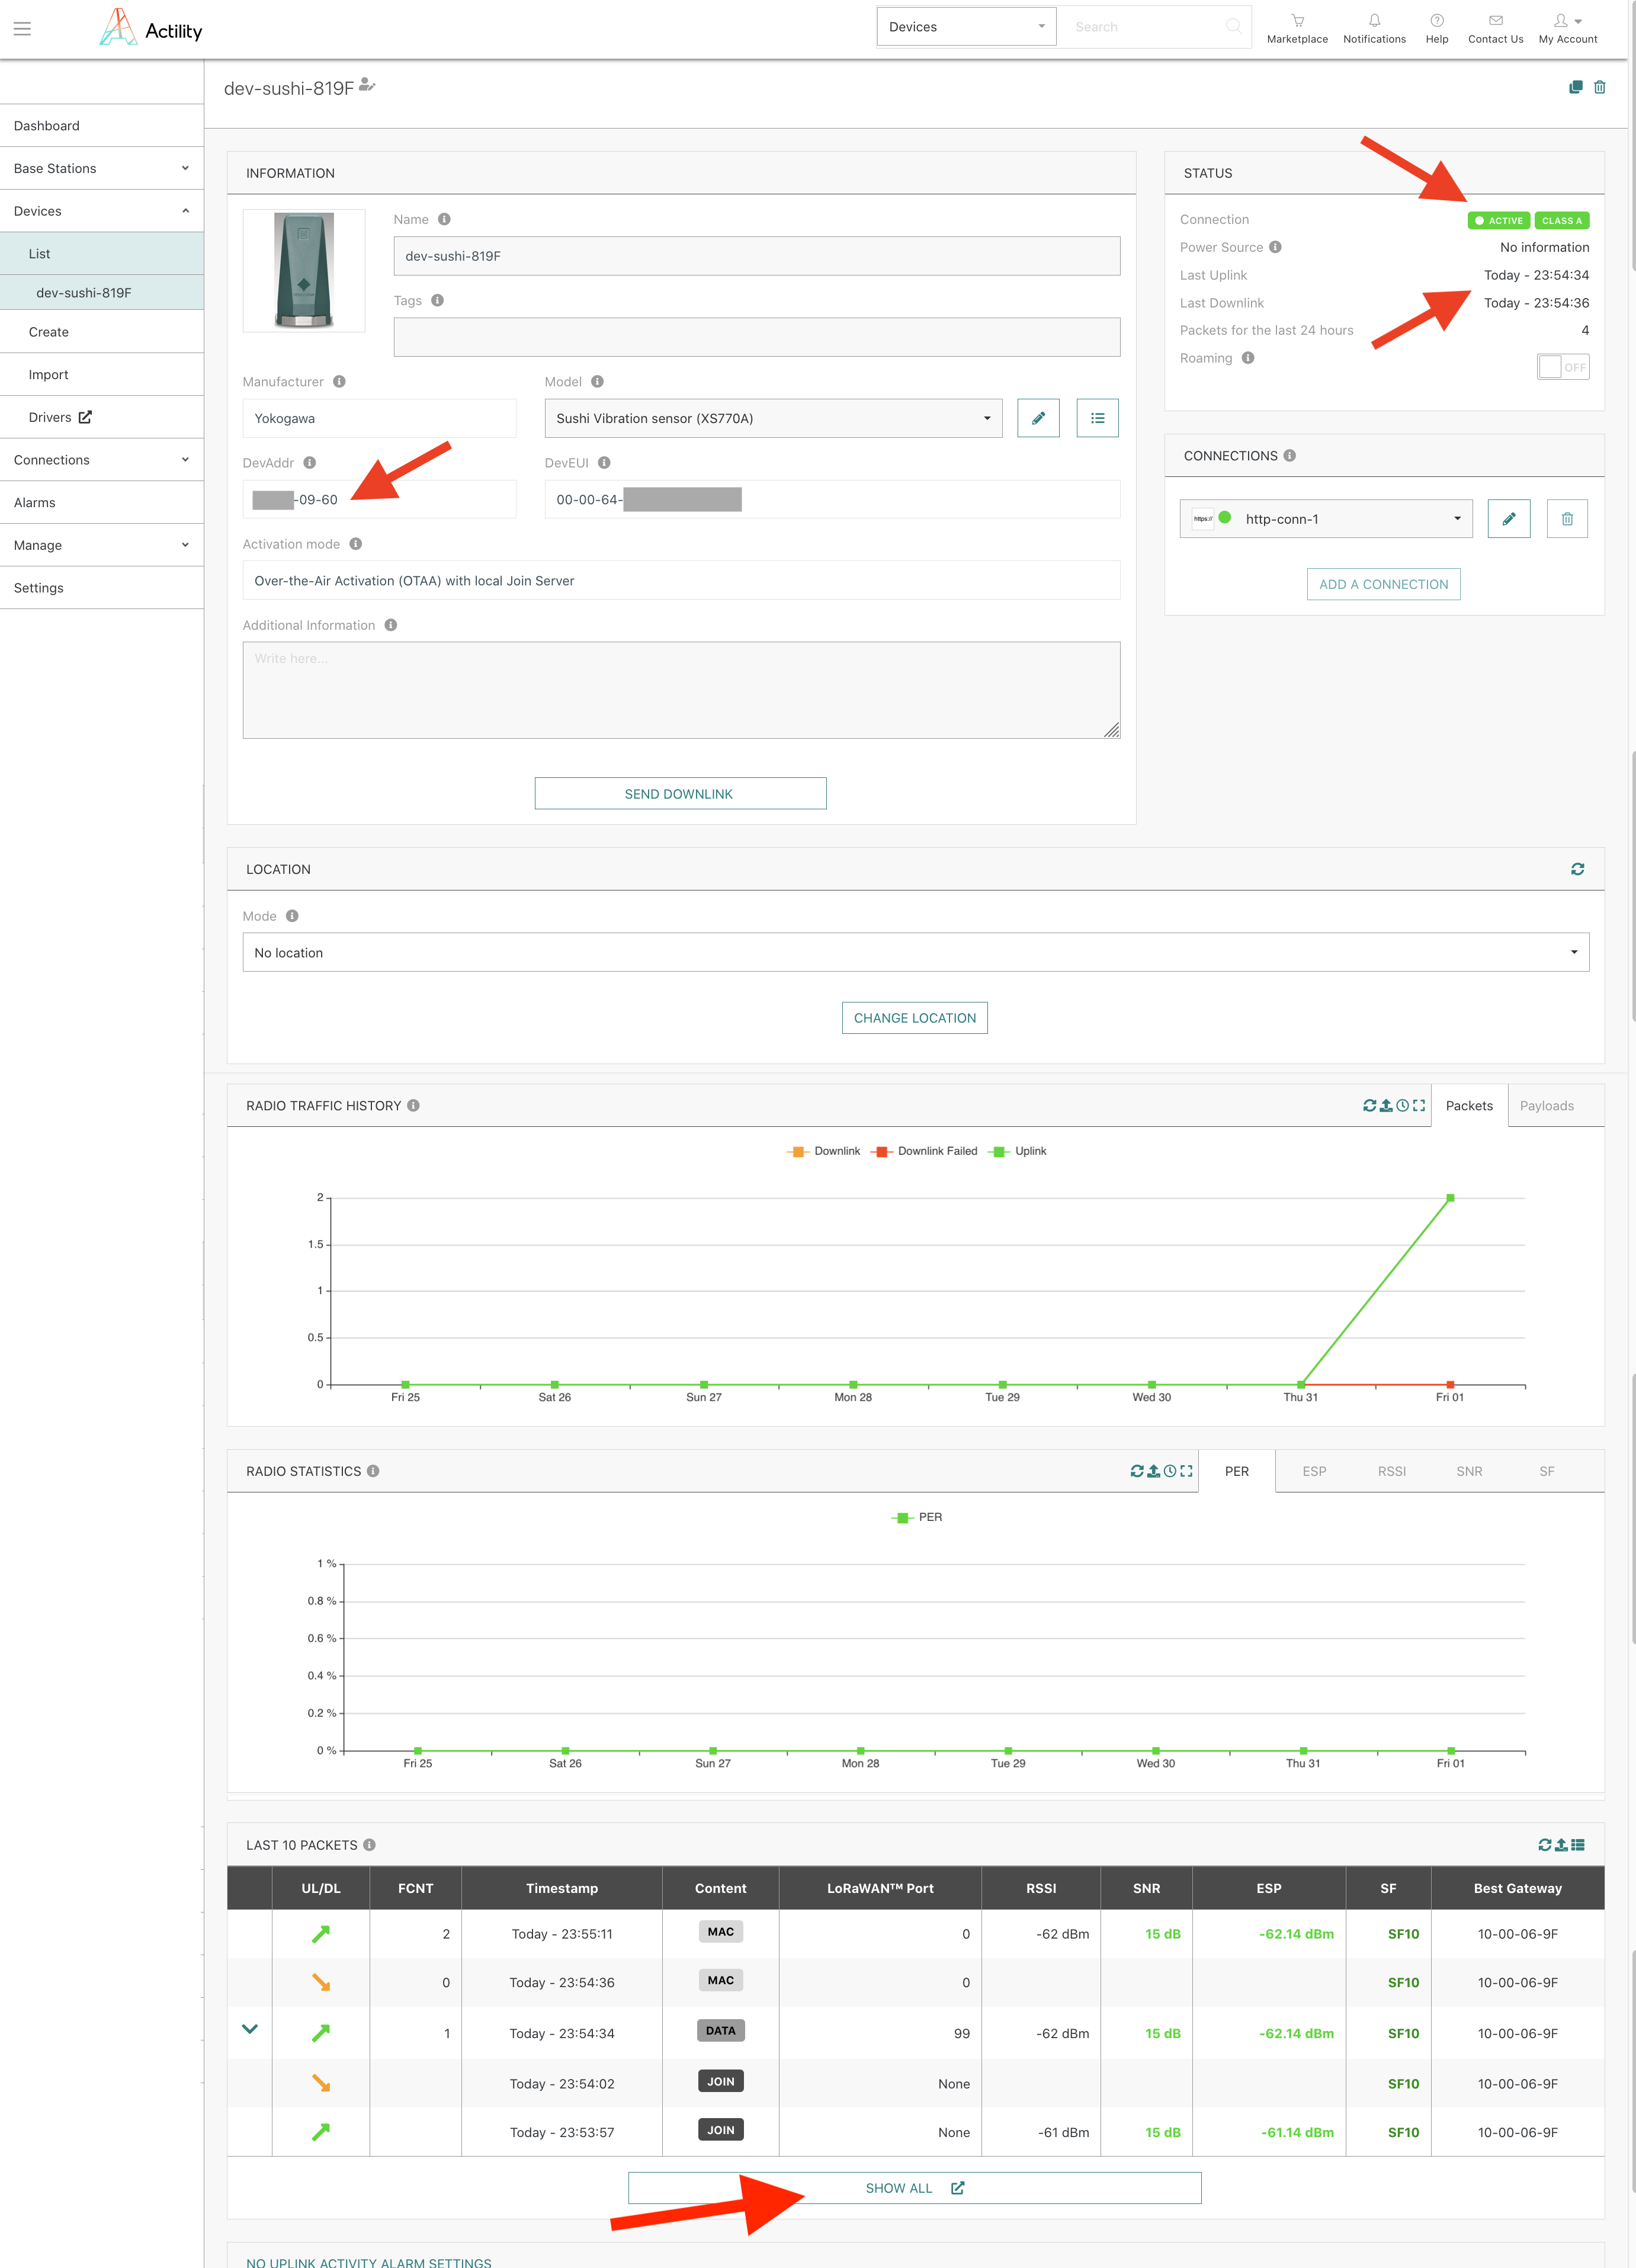 Actility
Devices
Search
Marketplace
Notifications
Help
Contact Us
My Account
Dashboard
Base Stations
Devices
List
dev-sushi-819F
Create
Import
Drivers
Connections
Alarms
Manage
Settings
dev-sushi-819F
INFORMATION
Name
dev-sushi-819F
Tags
Manufacturer
Model
Yokogawa
Sushi Vibration sensor (XS770A)
DevAddr
DevEUI
-09-60
00-00-64-
Activation mode
Over-the-Air Activation (OTAA) with local Join Server
Additional Information
Write here...
SEND DOWNLINK
STATUS
Connection ACTIVE CLASS A
Power Source No information
Last Uplink Today - 23:54:34
Last Downlink Today - 23:54:36
Packets for the last 24 hours 4
Roaming OFF
CONNECTIONS
https:// http-conn-1
ADD A CONNECTION
LOCATION
Mode
No location
CHANGE LOCATION
RADIO TRAFFIC HISTORY
Packets Payloads
Downlink Downlink Failed Uplink
2
1.5
1
0.5
0
Fri 25 Sat 26 Sun 27 Mon 28 Tue 29 Wed 30 Thu 31 Fri 01
RADIO STATISTICS
PER ESP RSSI SNR SF
PER
1 %
0.8 %
0.6 %
0.4 %
0.2 %
0 %
Fri 25 Sat 26 Sun 27 Mon 28 Tue 29 Wed 30 Thu 31 Fri 01
LAST 10 PACKETS
UL/DL FCNT Timestamp Content LoRaWAN™ Port RSSI SNR ESP SF Best Gateway
2 Today - 23:55:11 MAC 0 -62 dBm 15 dB -62.14 dBm SF10 10-00-06-9F
0 Today - 23:54:36 MAC 0 SF10 10-00-06-9F
1 Today - 23:54:34 DATA 99 -62 dBm 15 dB -62.14 dBm SF10 10-00-06-9F
Today - 23:54:02 JOIN None SF10 10-00-06-9F
Today - 23:53:57 JOIN None -61 dBm 15 dB -61.14 dBm SF10 10-00-06-9F
SHOW ALL
NO UPLINK ACTIVITY ALARM SETTINGS